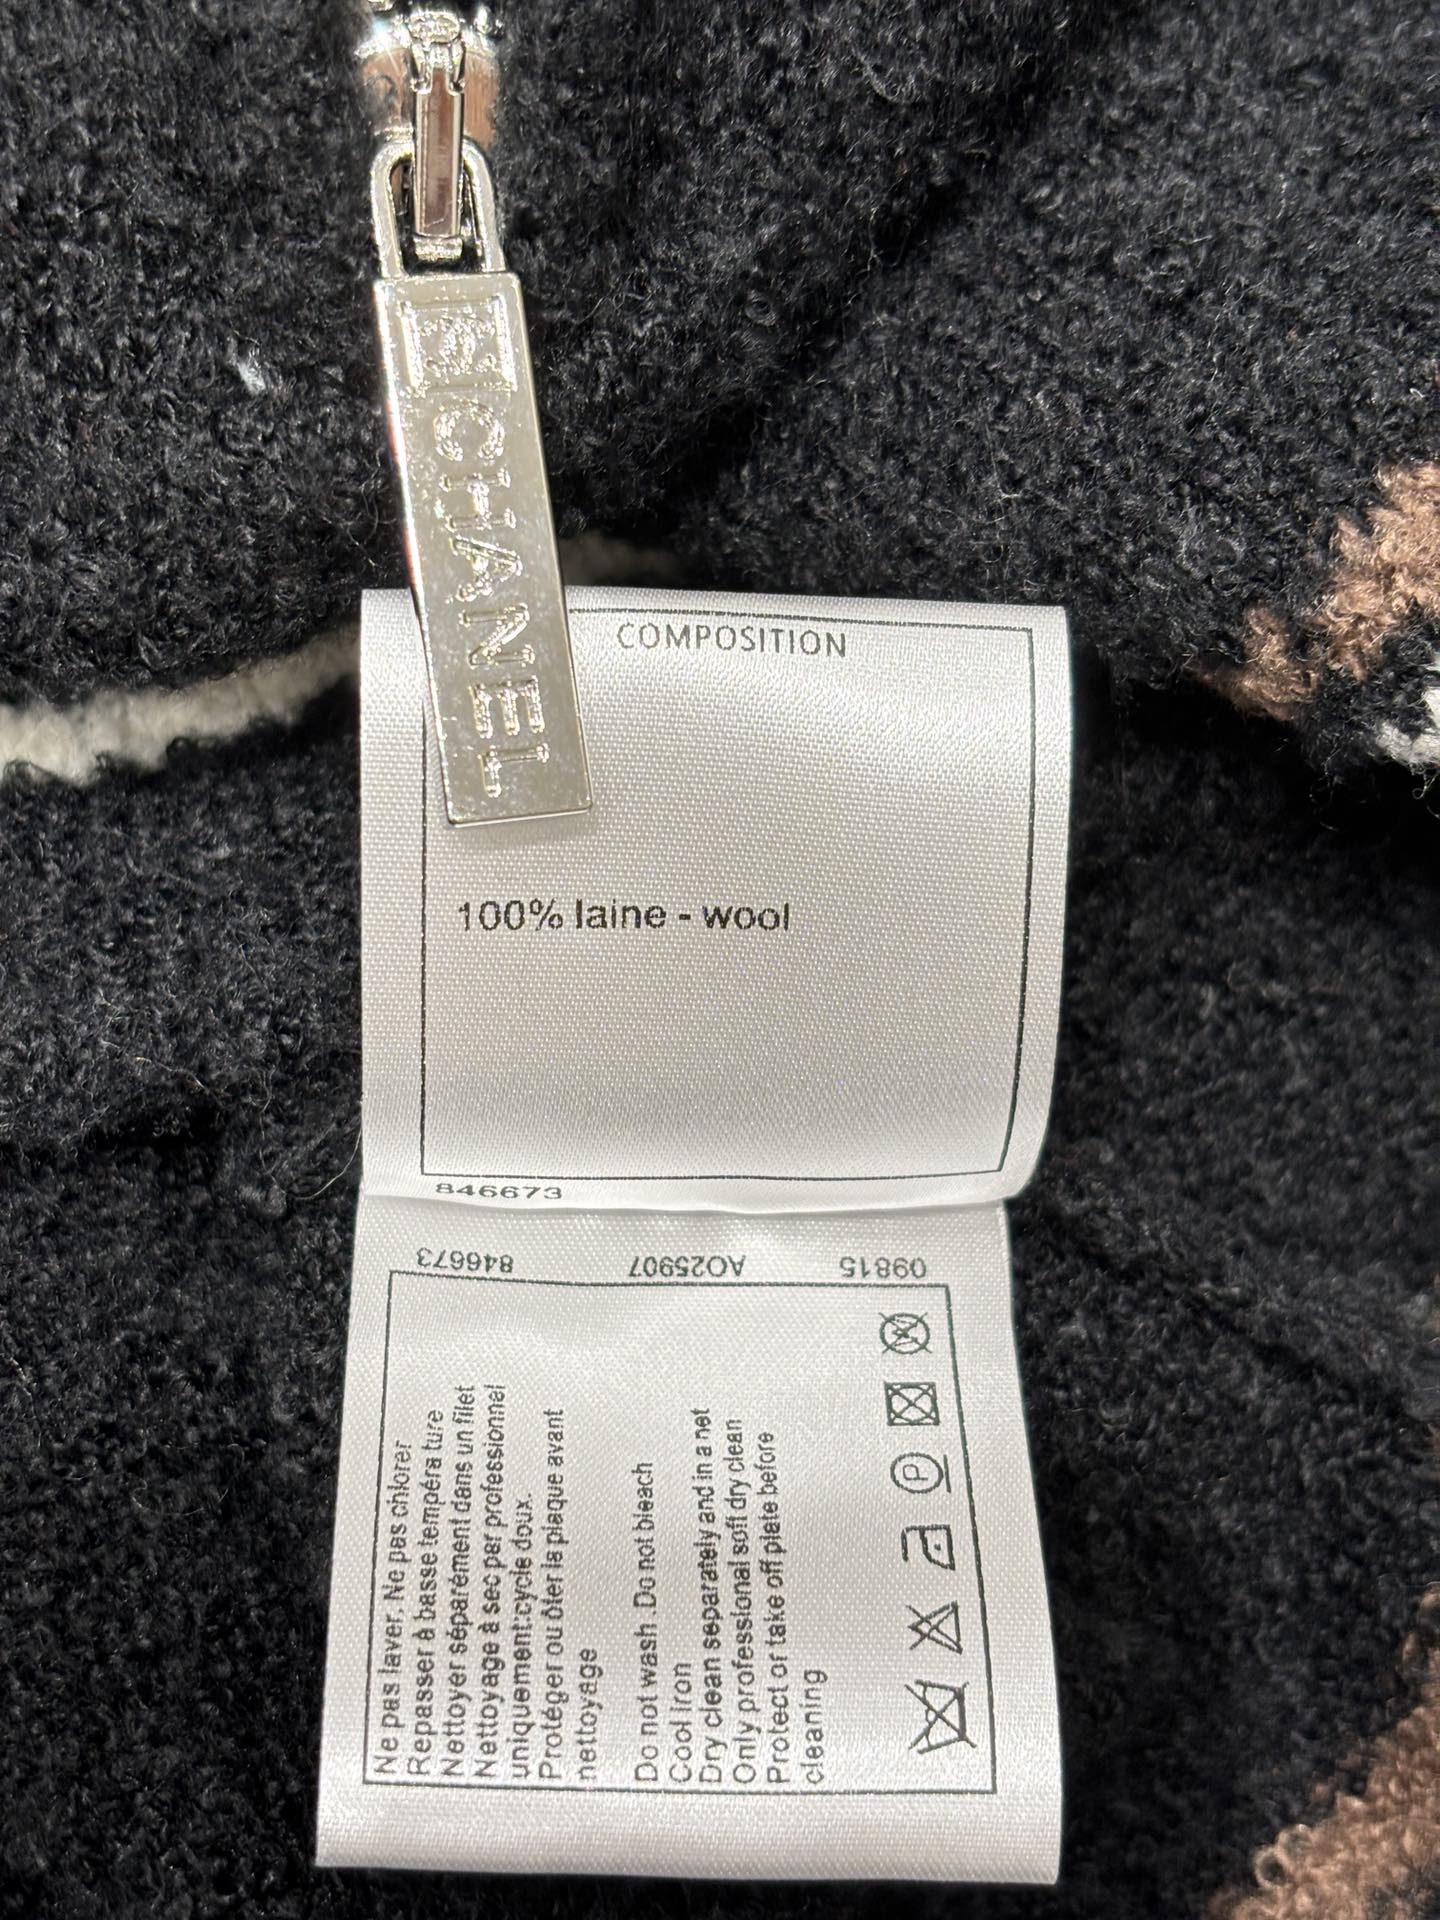 CHANEL
COMPOSITION
100% laine - wool
846673
846673 AO25907 09815
Ne pas laver. Ne pas chlorer
Repasser à basse tempéra ture
Nettoyer séparément dans un filet
Nettoyage à sec par professionnel
uniquement:cycle doux.
Protéger ou ôter la plaque avant
nettoyage
Do not wash .Do not bleach
Cool iron
Dry clean separately and in a net
Only professional soft dry clean
Protect or take off plate before
cleaning
P